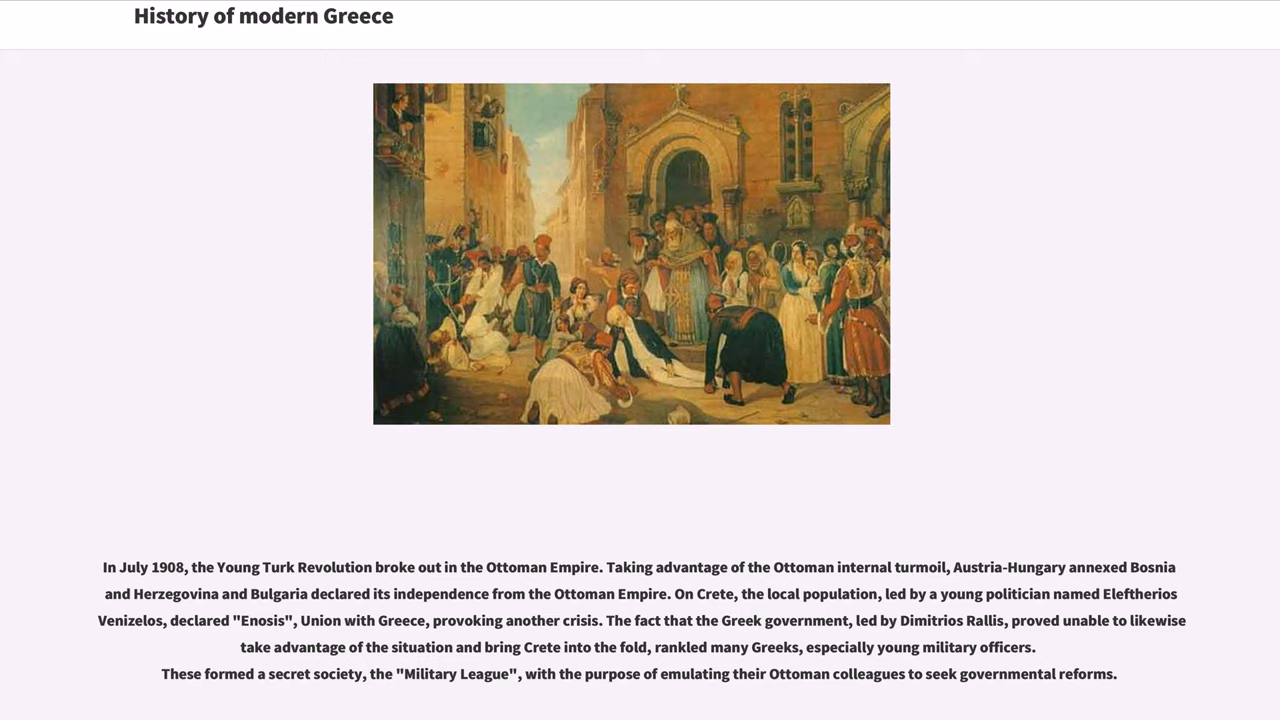 History of modern Greece
In July 1908, the Young Turk Revolution broke out in the Ottoman Empire. Taking advantage of the Ottoman internal turmoil, Austria-Hungary annexed Bosnia
and Herzegovina and Bulgaria declared its independence from the Ottoman Empire. On Crete, the local population, led by a young politician named Eleftherios
Venizelos, declared "Enosis", Union with Greece, provoking another crisis. The fact that the Greek government, led by Dimitrios Rallis, proved unable to likewise
take advantage of the situation and bring Crete into the fold, rankled many Greeks, especially young military officers.
These formed a secret society, the "Military League", with the purpose of emulating their Ottoman colleagues to seek governmental reforms.